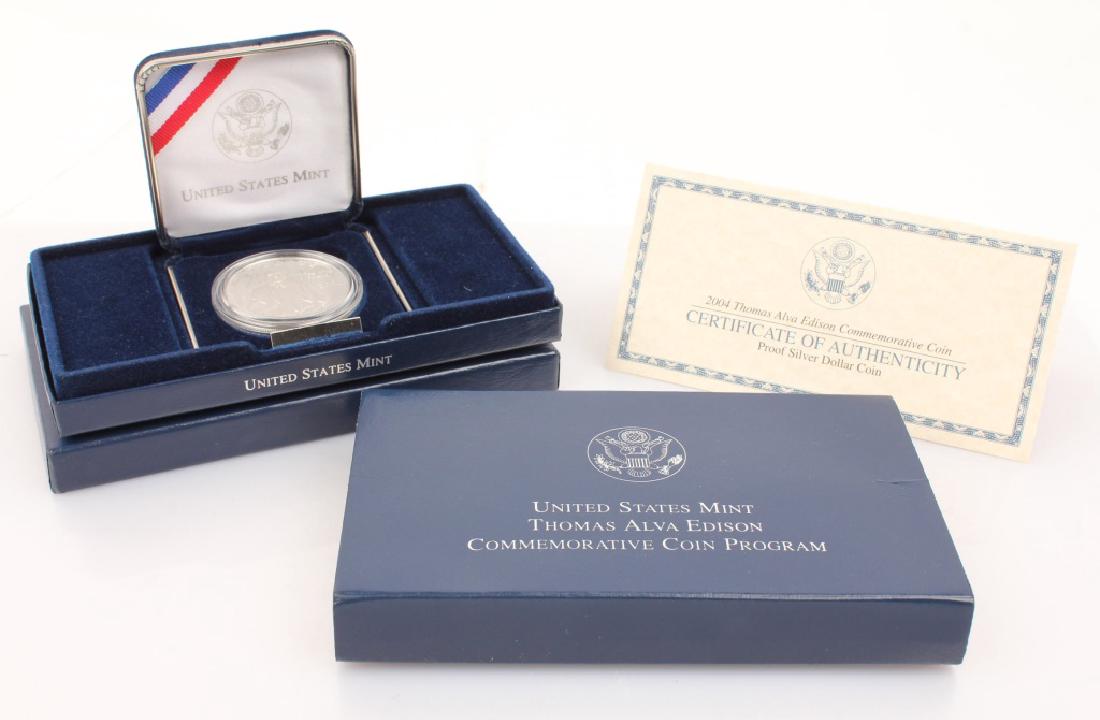 UNITED STATES MINT
UNITED STATES MINT
2004 Thomas Alva Edison Commemorative Coin
CERTIFICATE OF AUTHENTICITY
Proof Silver Dollar Coin
UNITED STATES MINT
THOMAS ALVA EDISON
COMMEMORATIVE COIN PROGRAM